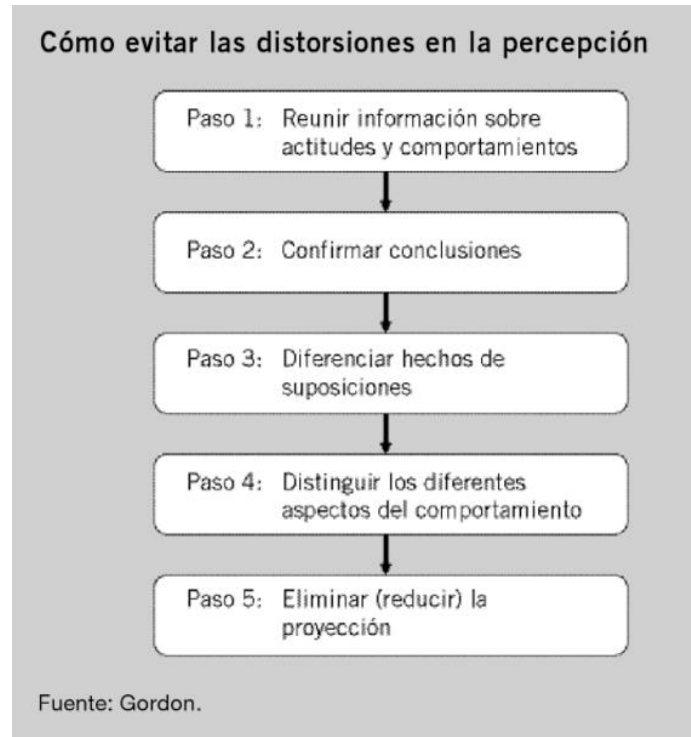 Cómo evitar las distorsiones en la percepción
Paso 1: Reunir información sobre
actitudes y comportamientos
Paso 2: Confirmar conclusiones
Paso 3: Diferenciar hechos de
suposiciones
Paso 4: Distinguir los diferentes
aspectos del comportamiento
Paso 5: Eliminar (reducir) la
proyección
Fuente: Gordon.